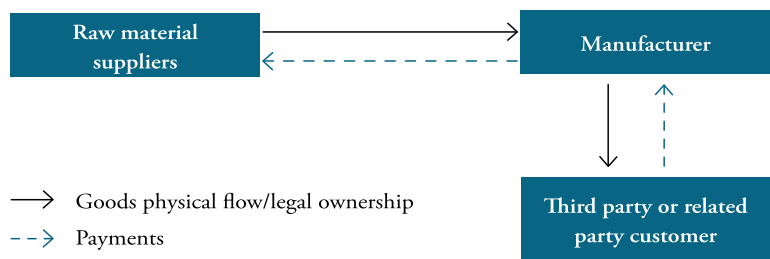 Raw material
suppliers
Manufacturer
Third party or related
party customer
Goods physical flow/legal ownership
Payments